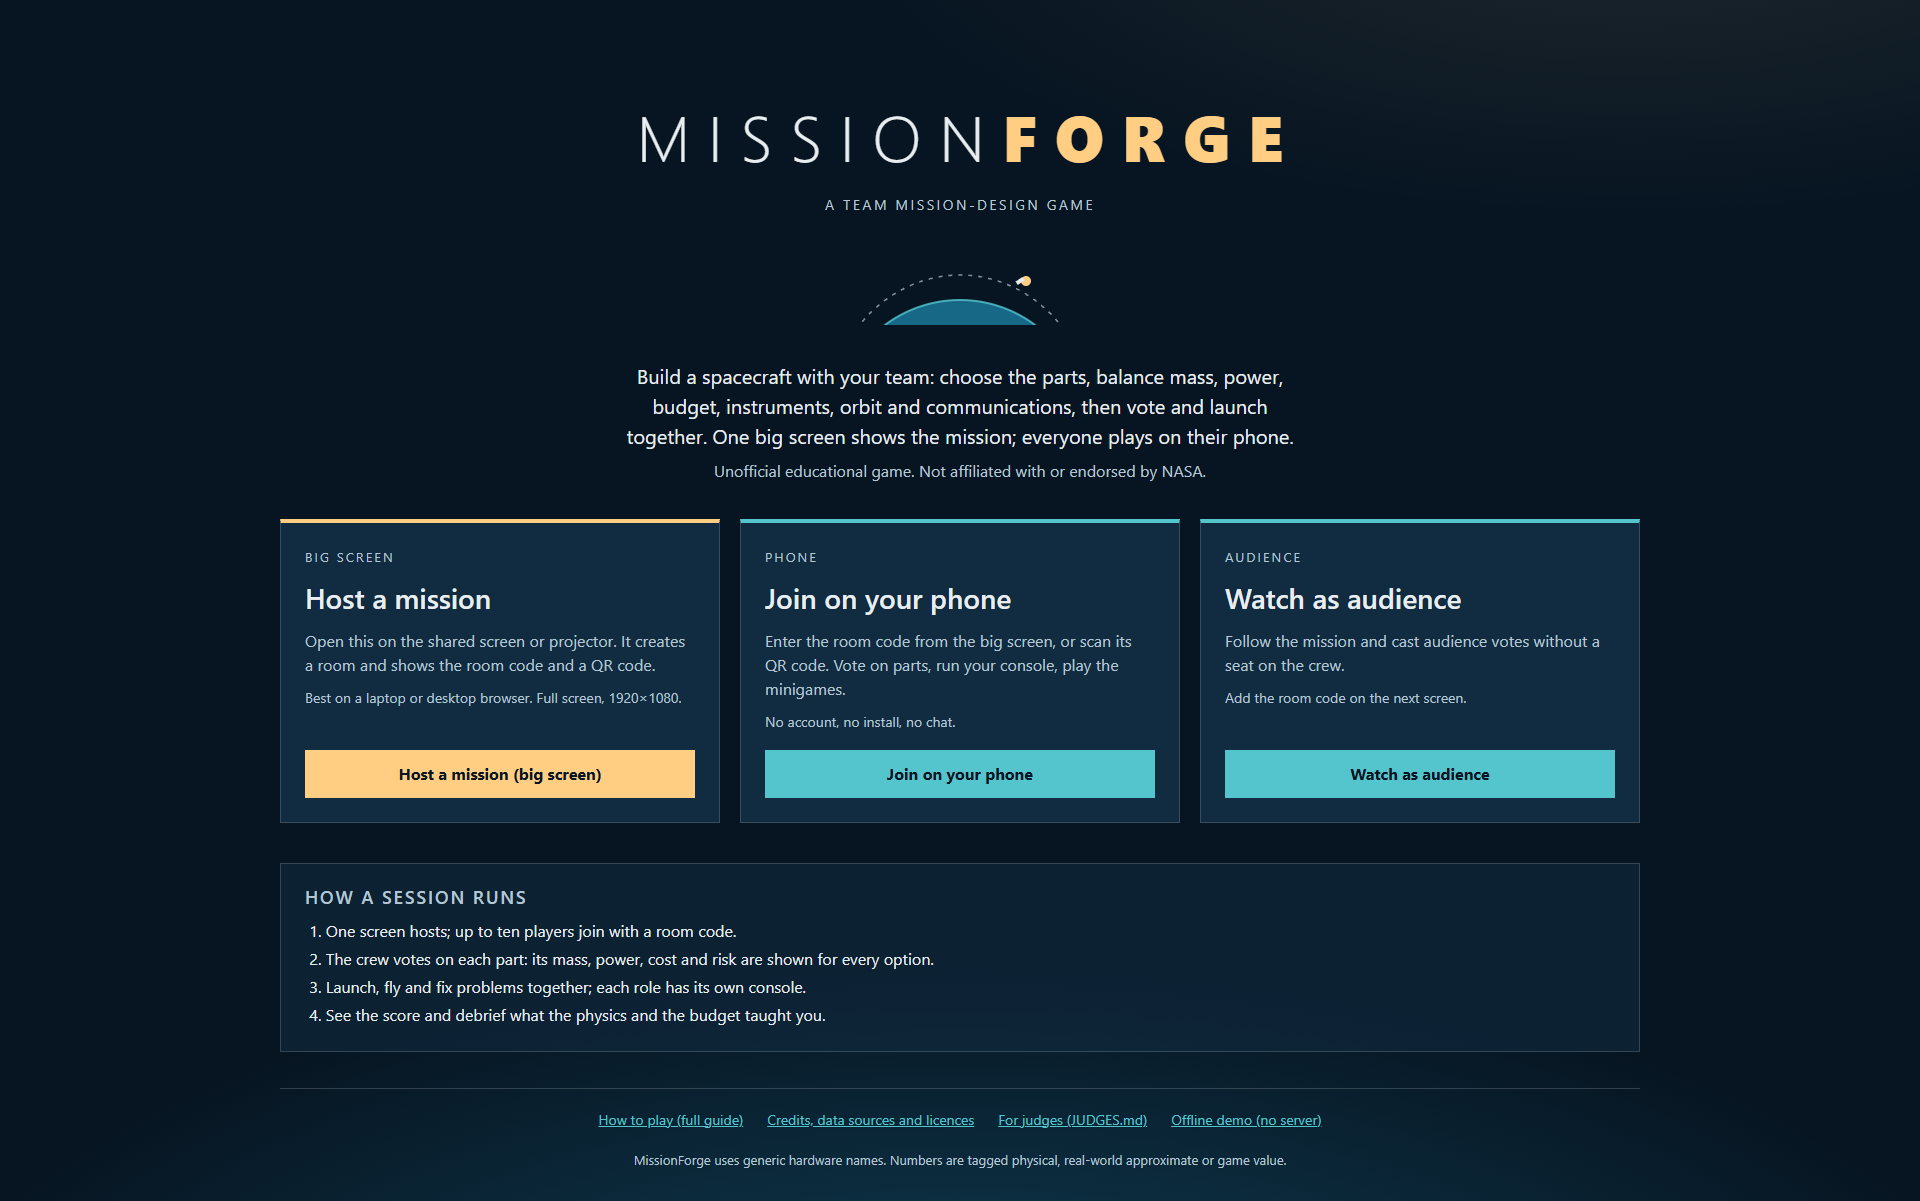 MISSIONFORGE
A TEAM MISSION-DESIGN GAME
Build a spacecraft with your team: choose the parts, balance mass, power,
budget, instruments, orbit and communications, then vote and launch
together. One big screen shows the mission; everyone plays on their phone.
Unofficial educational game. Not affiliated with or endorsed by NASA.
BIG SCREEN
Host a mission
Open this on the shared screen or projector. It creates
a room and shows the room code and a QR code.
Best on a laptop or desktop browser. Full screen, 1920×1080.
Host a mission (big screen)
PHONE
Join on your phone
Enter the room code from the big screen, or scan its
QR code. Vote on parts, run your console, play the
minigames.
No account, no install, no chat.
Join on your phone
AUDIENCE
Watch as audience
Follow the mission and cast audience votes without a
seat on the crew.
Add the room code on the next screen.
Watch as audience
HOW A SESSION RUNS
1. One screen hosts; up to ten players join with a room code.
2. The crew votes on each part: its mass, power, cost and risk are shown for every option.
3. Launch, fly and fix problems together; each role has its own console.
4. See the score and debrief what the physics and the budget taught you.
How to play (full guide) Credits, data sources and licences For judges (JUDGES.md) Offline demo (no server)
MissionForge uses generic hardware names. Numbers are tagged physical, real-world approximate or game value.